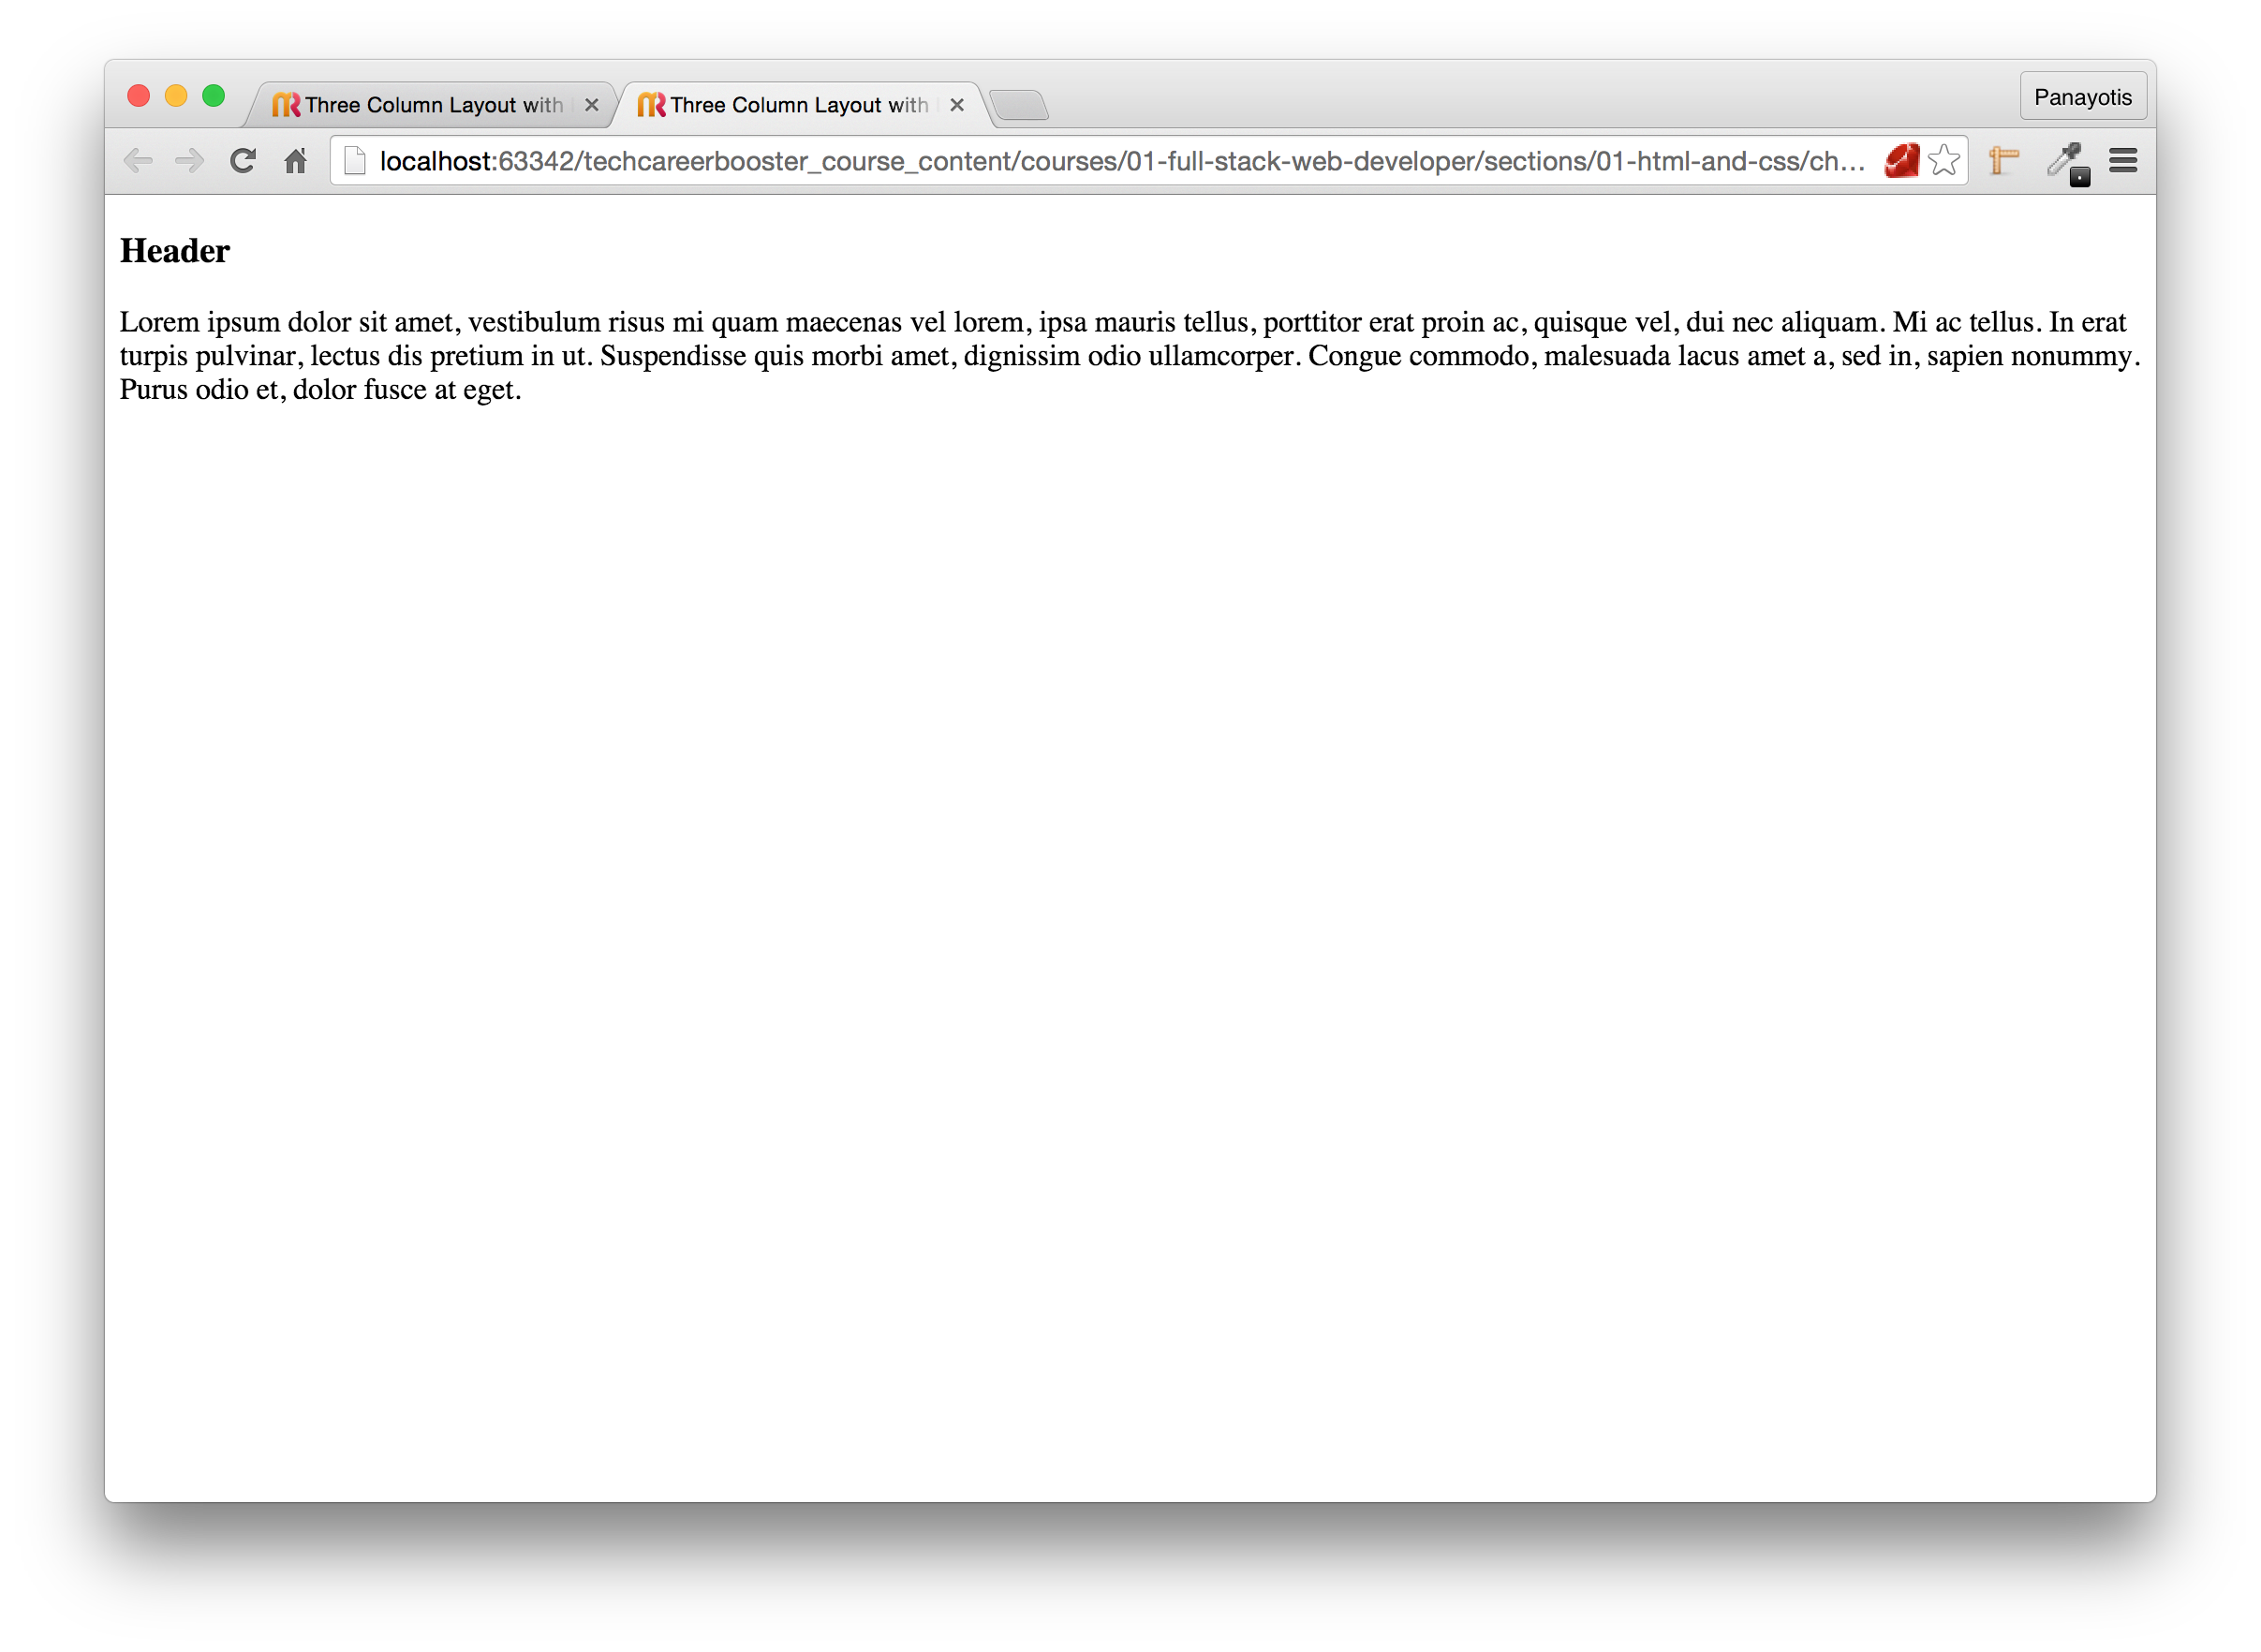 Three Column Layout with
Three Column Layout with
Panayotis
localhost:63342/techcareerbooster_course_content/courses/01-full-stack-web-developer/sections/01-html-and-css/ch...
Header
Lorem ipsum dolor sit amet, vestibulum risus mi quam maecenas vel lorem, ipsa mauris tellus, porttitor erat proin ac, quisque vel, dui nec aliquam. Mi ac tellus. In erat
turpis pulvinar, lectus dis pretium in ut. Suspendisse quis morbi amet, dignissim odio ullamcorper. Congue commodo, malesuada lacus amet a, sed in, sapien nonummy.
Purus odio et, dolor fusce at eget.